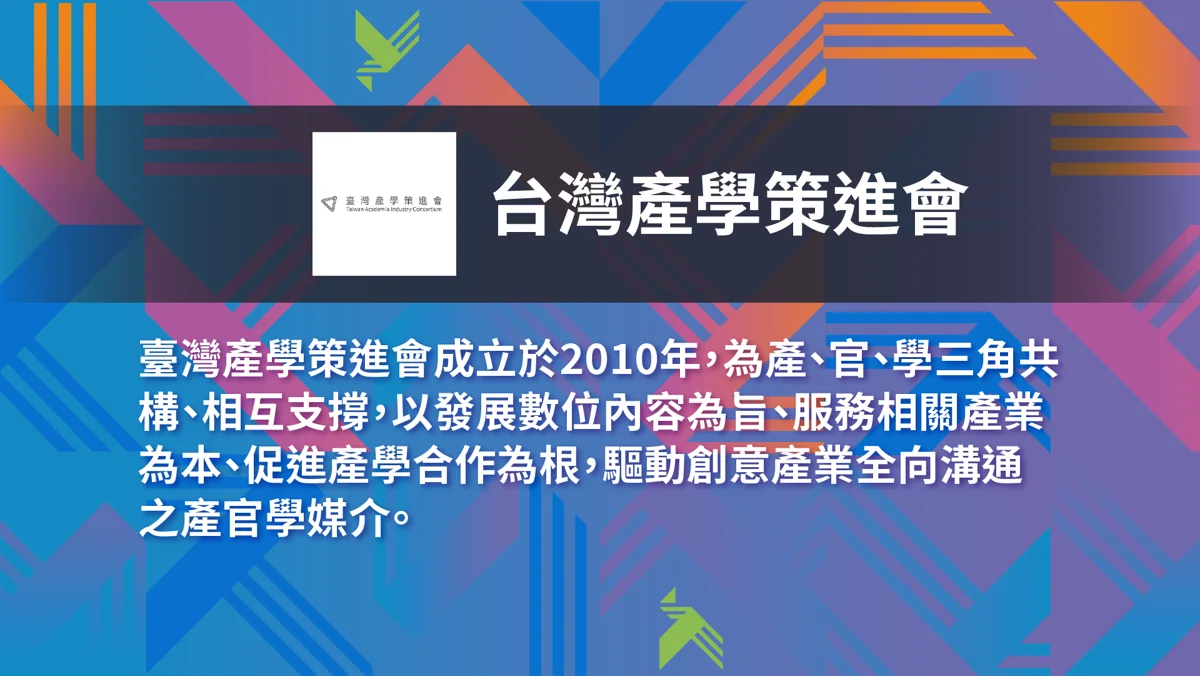 臺灣產學策進會
Taiwan Academia Industry Consortium
台灣產學策進會
臺灣產學策進會成立於2010年，為產、官、學三角共
構、相互支撐，以發展數位內容為旨、服務相關產業
為本、促進產學合作為根，驅動創意產業全向溝通
之產官學媒介。